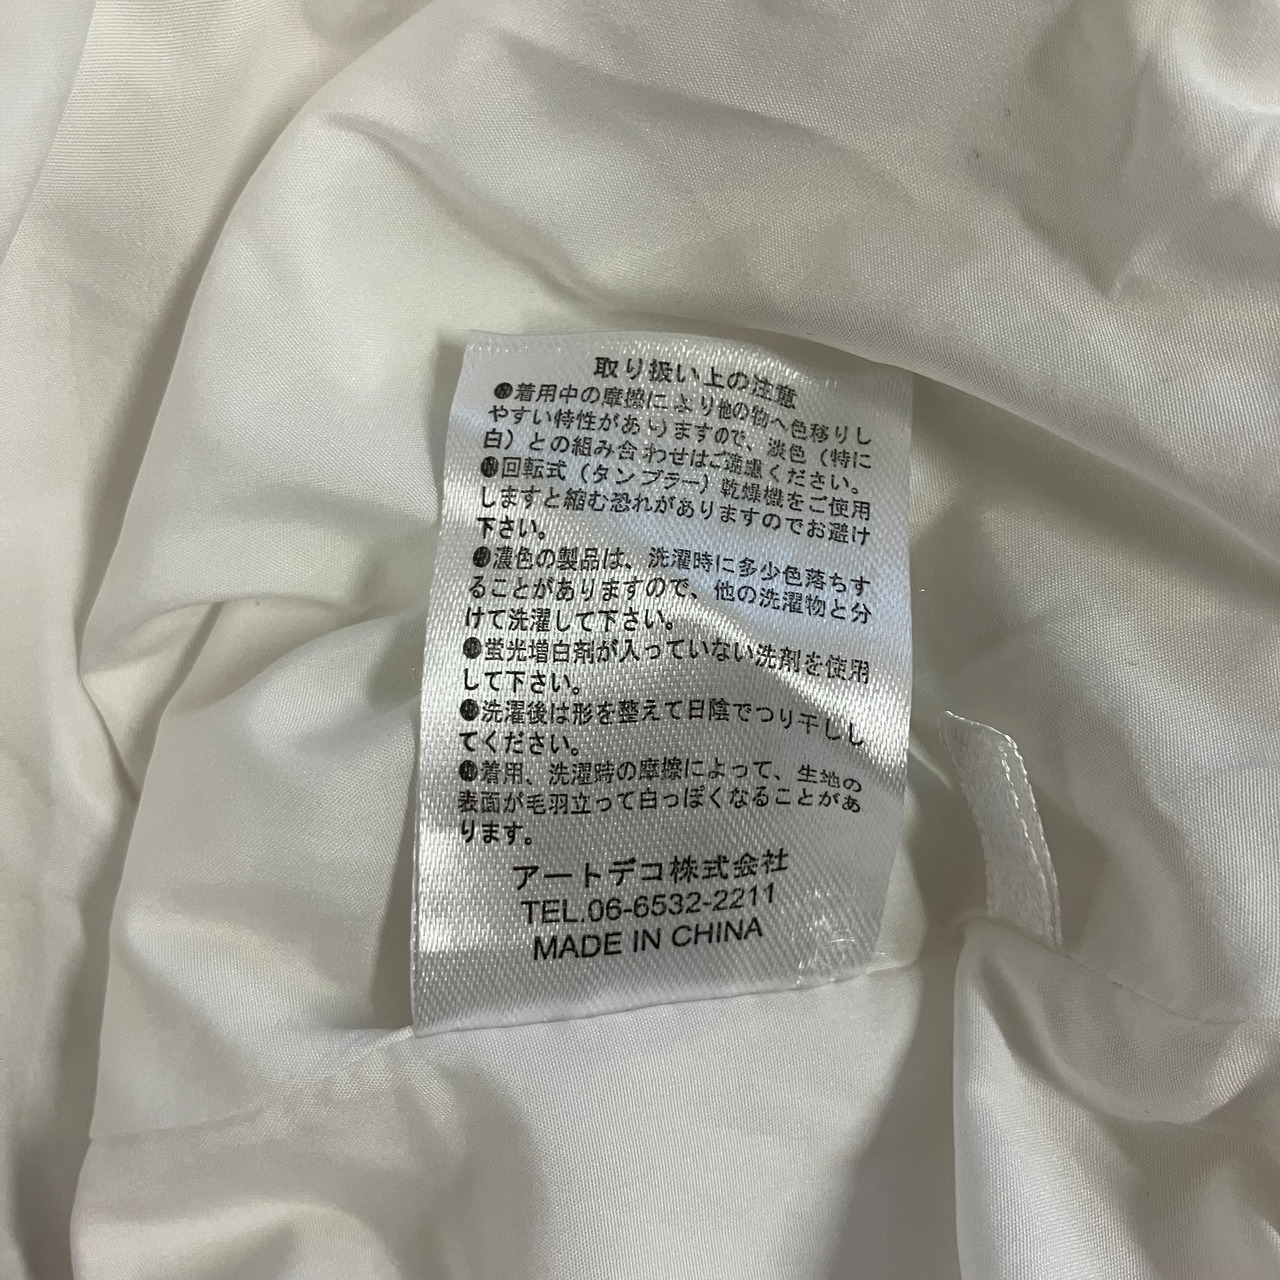 取り扱い上の注意
●着用中の摩擦により他の物へ色移りし
やすい特性がありますので、淡色（特に
白）との組み合わせはご遠慮ください。
●回転式（タンブラー）乾燥機をご使用
しますと縮む恐れがありますのでお避け
下さい。
●濃色の製品は、洗濯時に多少色落ちす
ることがありますので、他の洗濯物と分
けて洗濯して下さい。
●蛍光増白剤が入っていない洗剤を使用
して下さい。
●洗濯後は形を整えて日陰でつり干しし
てください。
●着用、洗濯時の摩擦によって、生地の
表面が毛羽立って白っぽくなることがあ
ります。
アートデコ株式会社
TEL.06-6532-2211
MADE IN CHINA